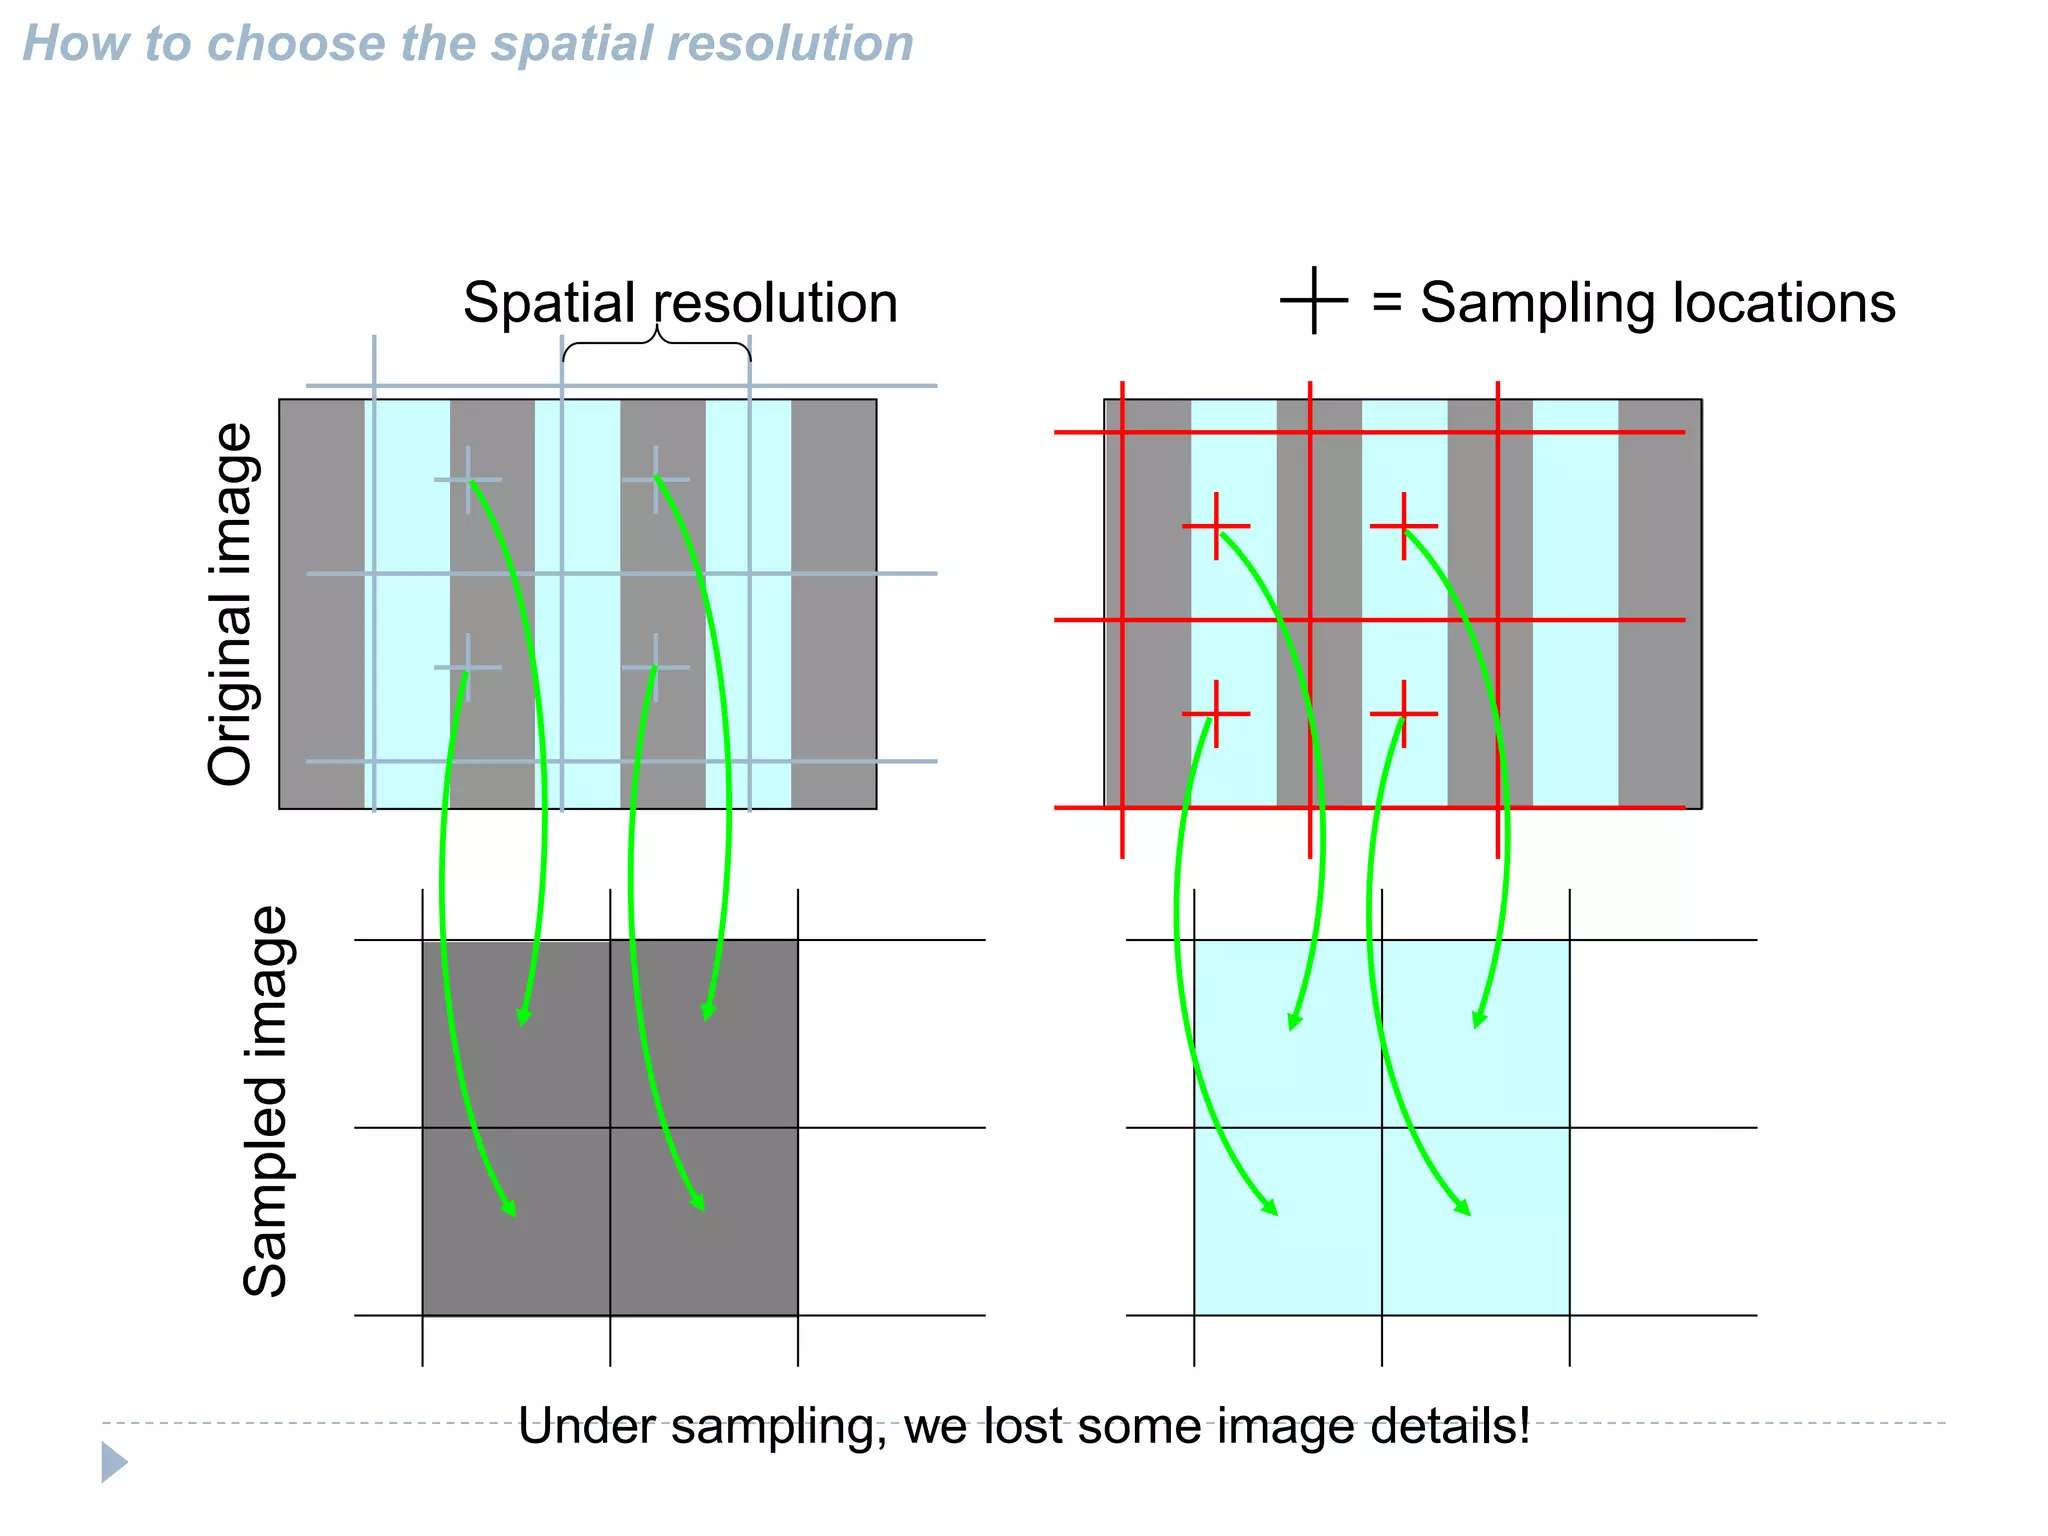 How to choose the spatial resolution
Spatial resolution
= Sampling locations
Original image
Sampled image
Under sampling, we lost some image details!